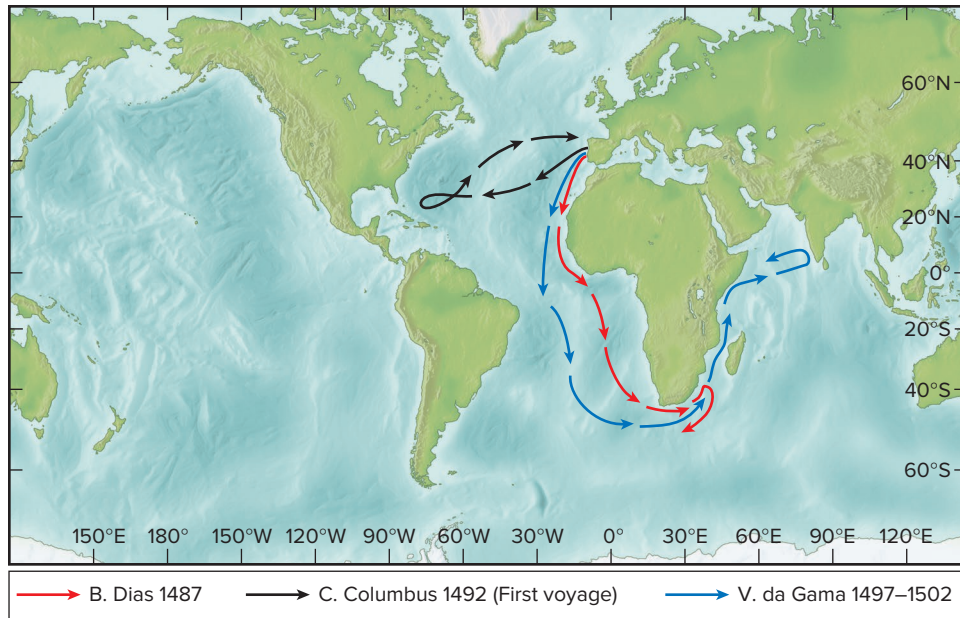 60°N
40°N
20°N
0°
20°S
40°S
60°S
150°E 180° 150°W 120°W 90°W 60°W 30°W 0° 30°E 60°E 90°E 120°E
B. Dias 1487 C. Columbus 1492 (First voyage) V. da Gama 1497–1502